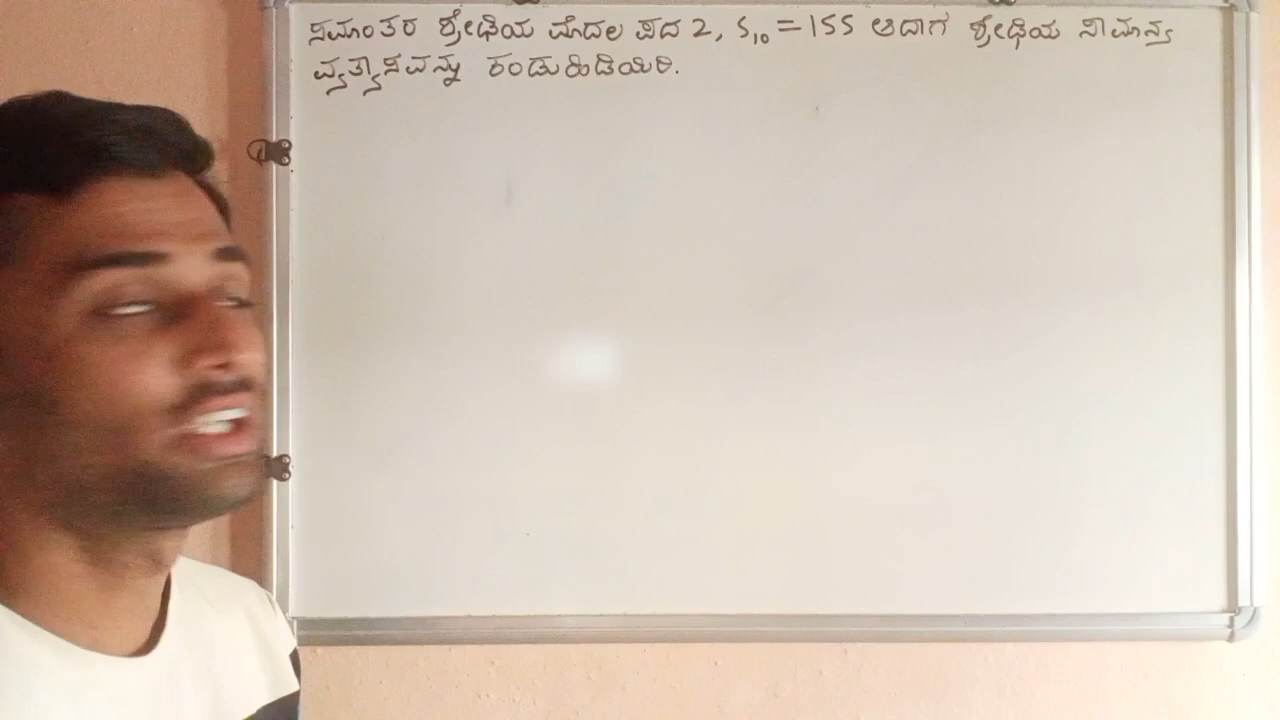 ಸಮಾಂತರ ಶ್ರೇಢಿಯ ಮೊದಲ ಪದ 2, S₁₀ = 155 ಆದಾಗ ಶ್ರೇಢಿಯ ಸಾಮಾನ್ಯ
ವ್ಯತ್ಯಾಸವನ್ನು ಕಂಡುಹಿಡಿಯಿರಿ.